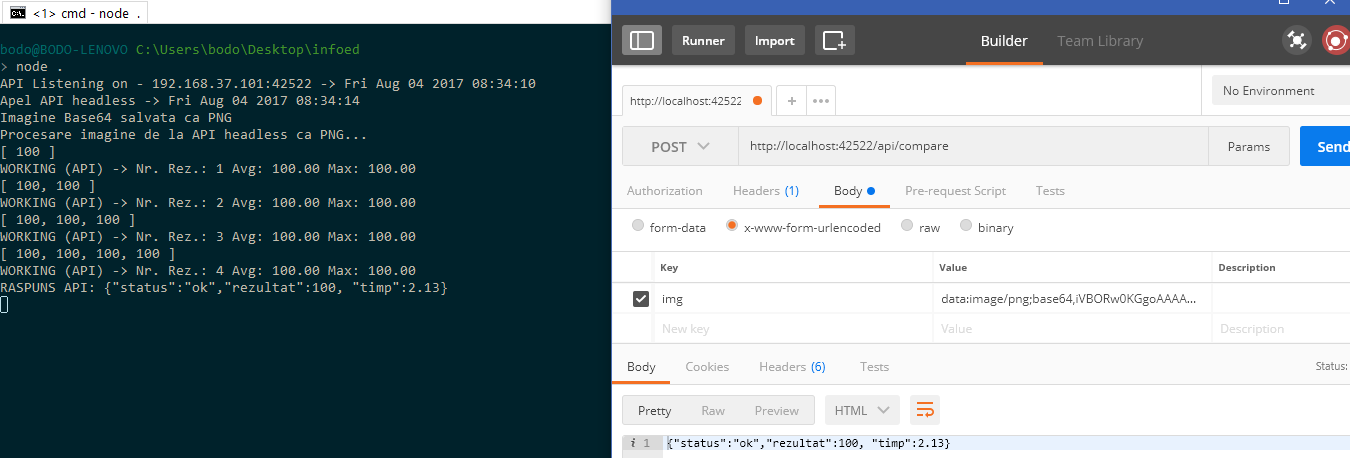 <1> cmd - node .
bodo@BODO-LENOVO C:\Users\bodo\Desktop\infoed
> node .
API Listening on - 192.168.37.101:42522 -> Fri Aug 04 2017 08:34:10
Apel API headless -> Fri Aug 04 2017 08:34:14
Imagine Base64 salvata ca PNG
Procesare imagine de la API headless ca PNG...
[ 100 ]
WORKING (API) -> Nr. Rez.: 1 Avg: 100.00 Max: 100.00
[ 100, 100 ]
WORKING (API) -> Nr. Rez.: 2 Avg: 100.00 Max: 100.00
[ 100, 100, 100 ]
WORKING (API) -> Nr. Rez.: 3 Avg: 100.00 Max: 100.00
[ 100, 100, 100, 100 ]
WORKING (API) -> Nr. Rez.: 4 Avg: 100.00 Max: 100.00
RASPUNS API: {"status":"ok","rezultat":100, "timp":2.13}
Runner Import Builder Team Library
http://localhost:42522 + ••• No Environment
POST http://localhost:42522/api/compare Params Send
Authorization Headers (1) Body Pre-request Script Tests
form-data x-www-form-urlencoded raw binary
Key Value Description
img data:image/png;base64,iVBORw0KGgoAAAA...
New key Value Description
Body Cookies Headers (6) Tests Status:
Pretty Raw Preview HTML
i 1 {"status":"ok","rezultat":100, "timp":2.13}